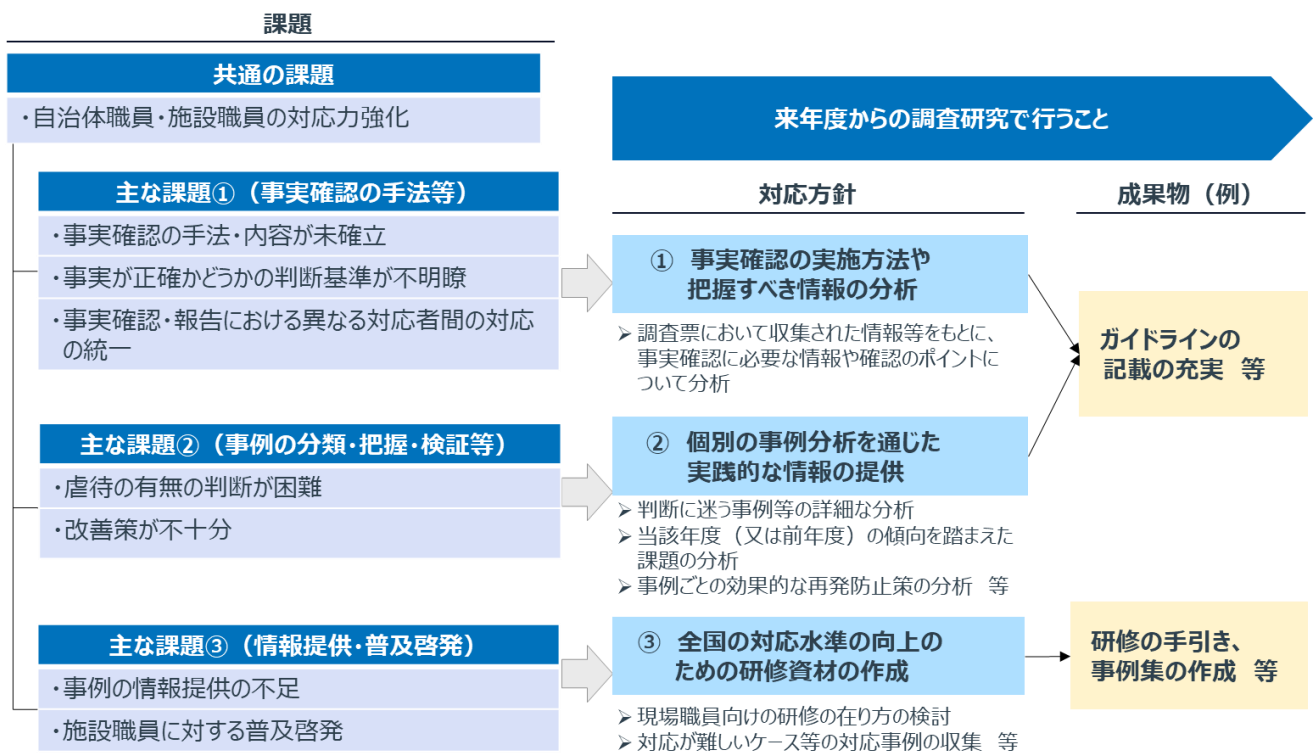 課題
共通の課題
・自治体職員・施設職員の対応力強化
主な課題①（事実確認の手法等）
・事実確認の手法・内容が未確立
・事実が正確かどうかの判断基準が不明瞭
・事実確認・報告における異なる対応者間の対応
の統一
主な課題②（事例の分類・把握・検証等）
・虐待の有無の判断が困難
・改善策が不十分
主な課題③（情報提供・普及啓発）
・事例の情報提供の不足
・施設職員に対する普及啓発
来年度からの調査研究で行うこと
対応方針
① 事実確認の実施方法や
把握すべき情報の分析
➢ 調査票において収集された情報等をもとに、
事実確認に必要な情報や確認のポイントに
ついて分析
② 個別の事例分析を通じた
実践的な情報の提供
➢ 判断に迷う事例等の詳細な分析
➢ 当該年度（又は前年度）の傾向を踏まえた
課題の分析
➢ 事例ごとの効果的な再発防止策の分析 等
③ 全国の対応水準の向上の
ための研修資材の作成
➢ 現場職員向けの研修の在り方の検討
➢ 対応が難しいケース等の対応事例の収集 等
成果物（例）
ガイドラインの
記載の充実 等
研修の手引き、
事例集の作成 等